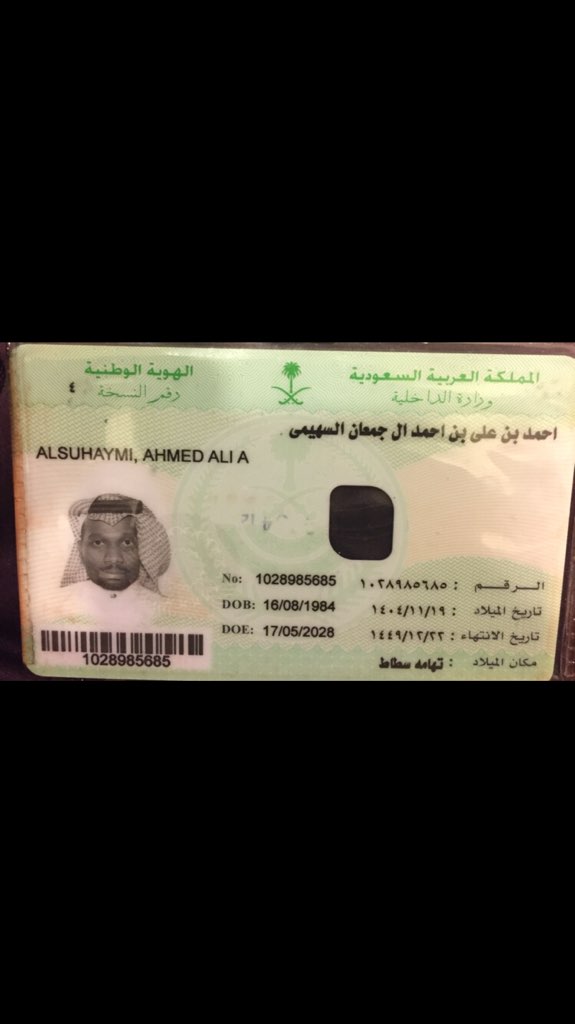 المملكة العربية السعودية
وزارة الداخلية
الهوية الوطنية
رقم النسخة ٤
احمد بن على بن احمد ال جمعان السهيمى
ALSUHAYMI, AHMED ALI A
No: 1028985685 الرقم : ١٠٢٨٩٨٥٦٨٥
DOB: 16/08/1984 تاريخ الميلاد : ١٤٠٤/١١/١٩
DOE: 17/05/2028 تاريخ الانتهاء : ١٤٤٩/١٢/٢٢
مكان الميلاد : تهامه
1028985685